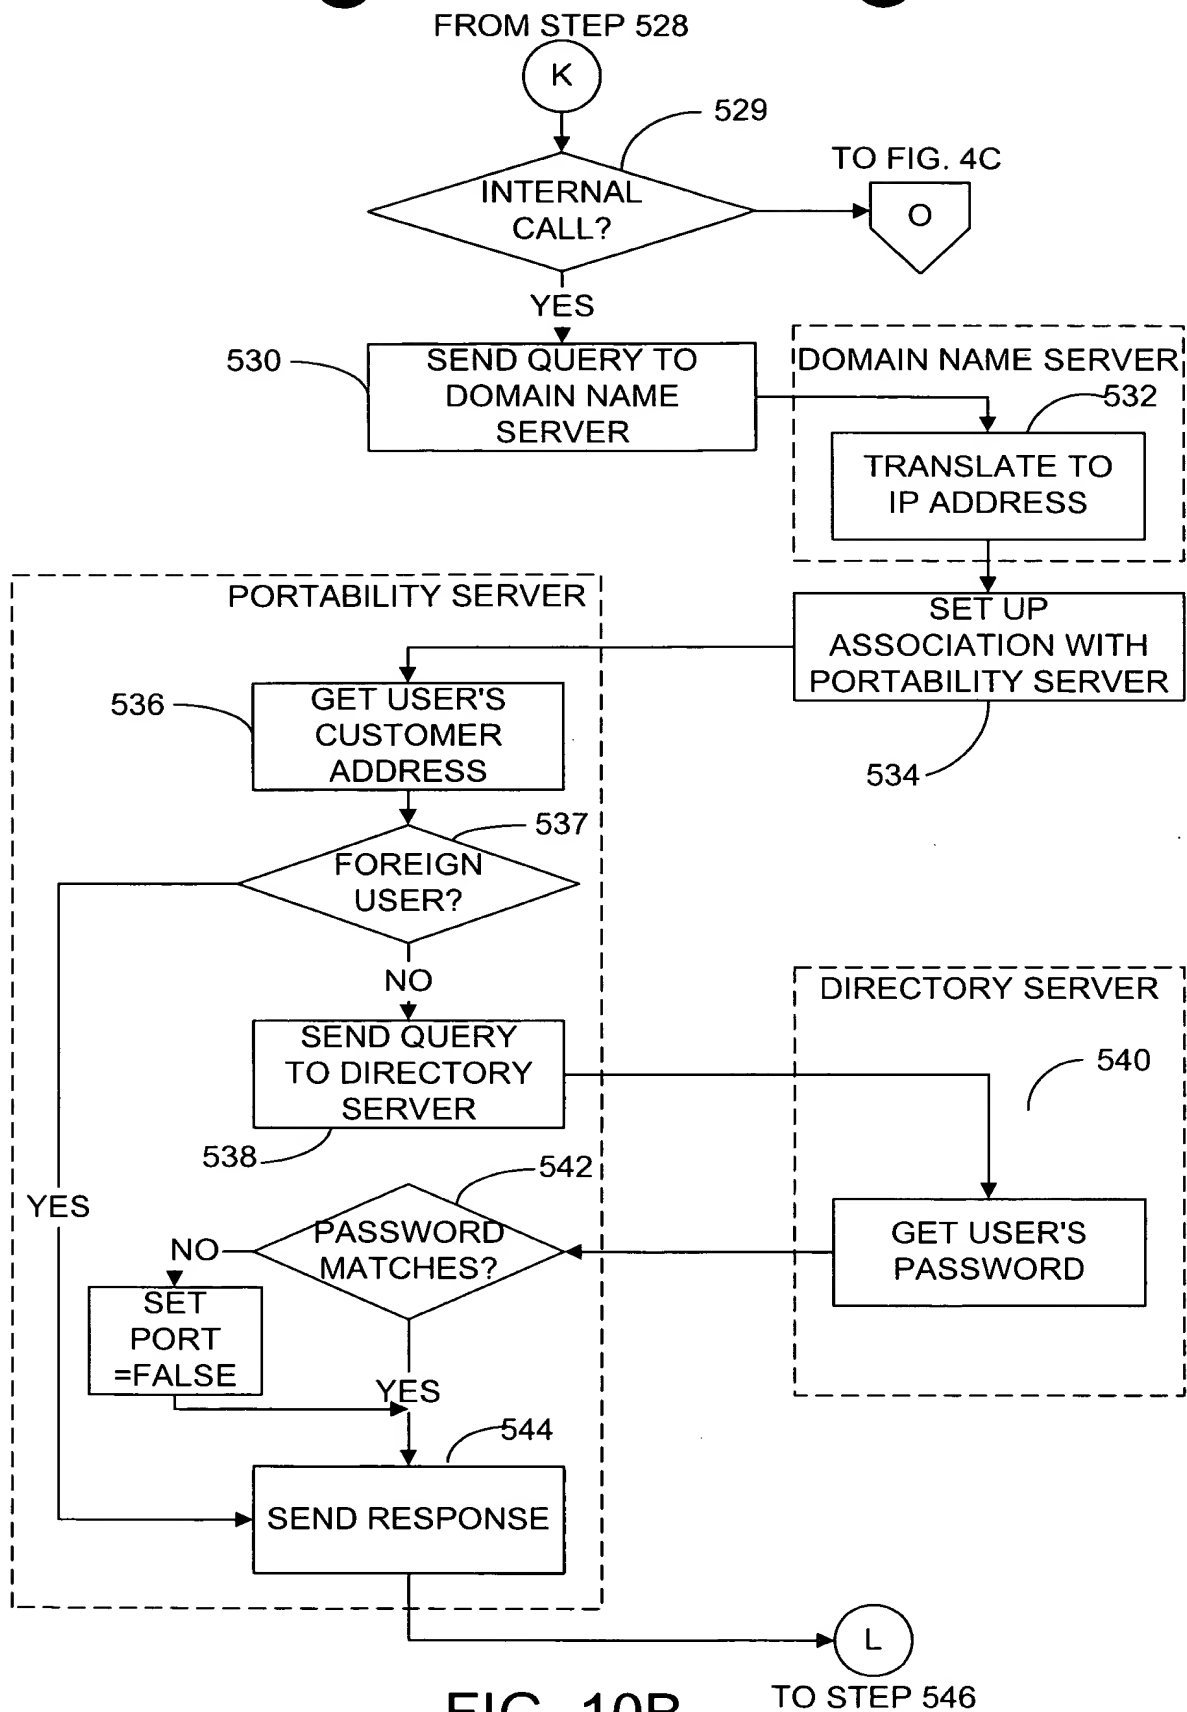 FROM STEP 528
K
529
TO FIG. 4C
INTERNAL
CALL?
O
YES
530
SEND QUERY TO
DOMAIN NAME
SERVER
DOMAIN NAME SERVER
532
TRANSLATE TO
IP ADDRESS
PORTABILITY SERVER
SET UP
ASSOCIATION WITH
PORTABILITY SERVER
534
536
GET USER'S
CUSTOMER
ADDRESS
537
FOREIGN
USER?
NO
DIRECTORY SERVER
SEND QUERY
TO DIRECTORY
SERVER
540
538
542
YES
PASSWORD
MATCHES?
NO
GET USER'S
PASSWORD
SET
PORT
=FALSE
YES
544
SEND RESPONSE
L
TO STEP 546
FIG. 10B